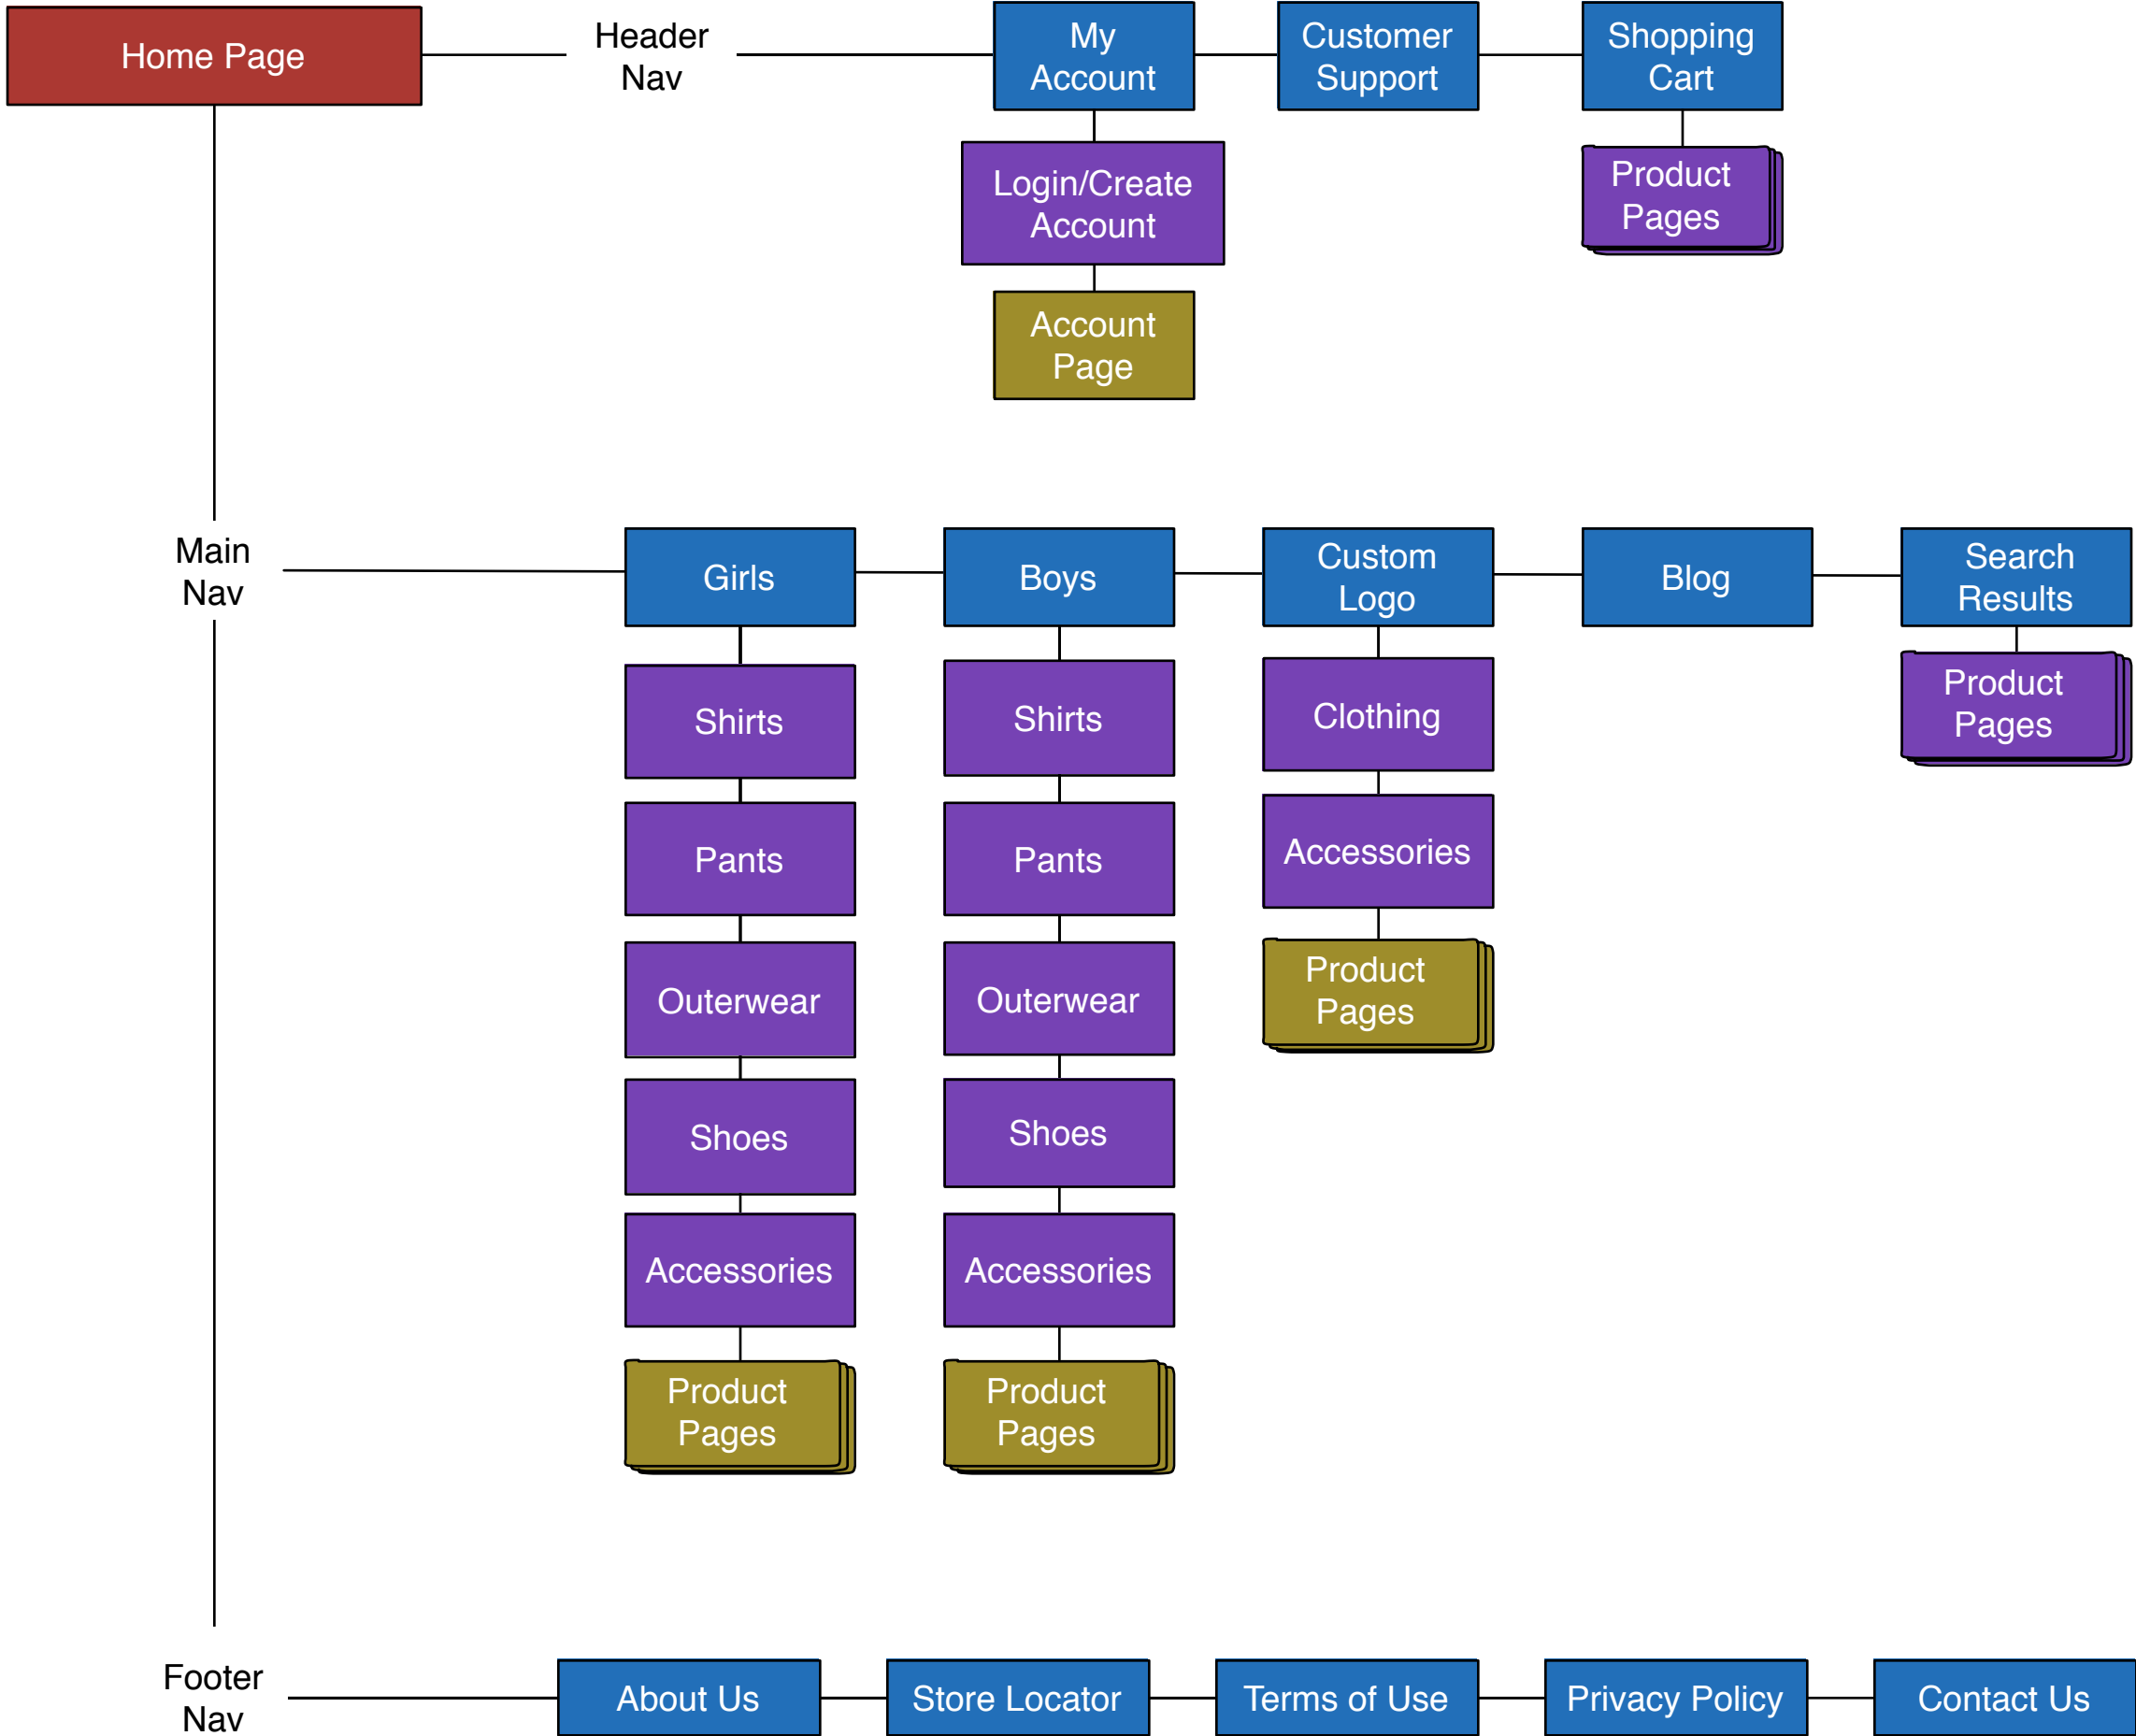 Home Page
Header
Nav
My
Account
Customer
Support
Shopping
Cart
Login/Create
Account
Product
Pages
Account
Page
Main
Nav
Girls
Boys
Custom
Logo
Blog
Search
Results
Shirts
Pants
Outerwear
Shoes
Accessories
Product
Pages
Shirts
Pants
Outerwear
Shoes
Accessories
Product
Pages
Clothing
Accessories
Product
Pages
Product
Pages
Footer
Nav
About Us
Store Locator
Terms of Use
Privacy Policy
Contact Us